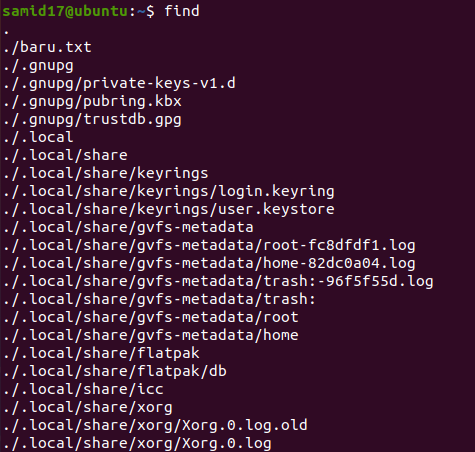 samid17@ubuntu:~$ find
.
./baru.txt
./.gnupg
./.gnupg/private-keys-v1.d
./.gnupg/pubring.kbx
./.gnupg/trustdb.gpg
./.local
./.local/share
./.local/share/keyrings
./.local/share/keyrings/login.keyring
./.local/share/keyrings/user.keystore
./.local/share/gvfs-metadata
./.local/share/gvfs-metadata/root-fc8dfdf1.log
./.local/share/gvfs-metadata/home-82dc0a04.log
./.local/share/gvfs-metadata/trash:-96f5f55d.log
./.local/share/gvfs-metadata/trash:
./.local/share/gvfs-metadata/root
./.local/share/gvfs-metadata/home
./.local/share/flatpak
./.local/share/flatpak/db
./.local/share/icc
./.local/share/xorg
./.local/share/xorg/Xorg.0.log.old
./.local/share/xorg/Xorg.0.log